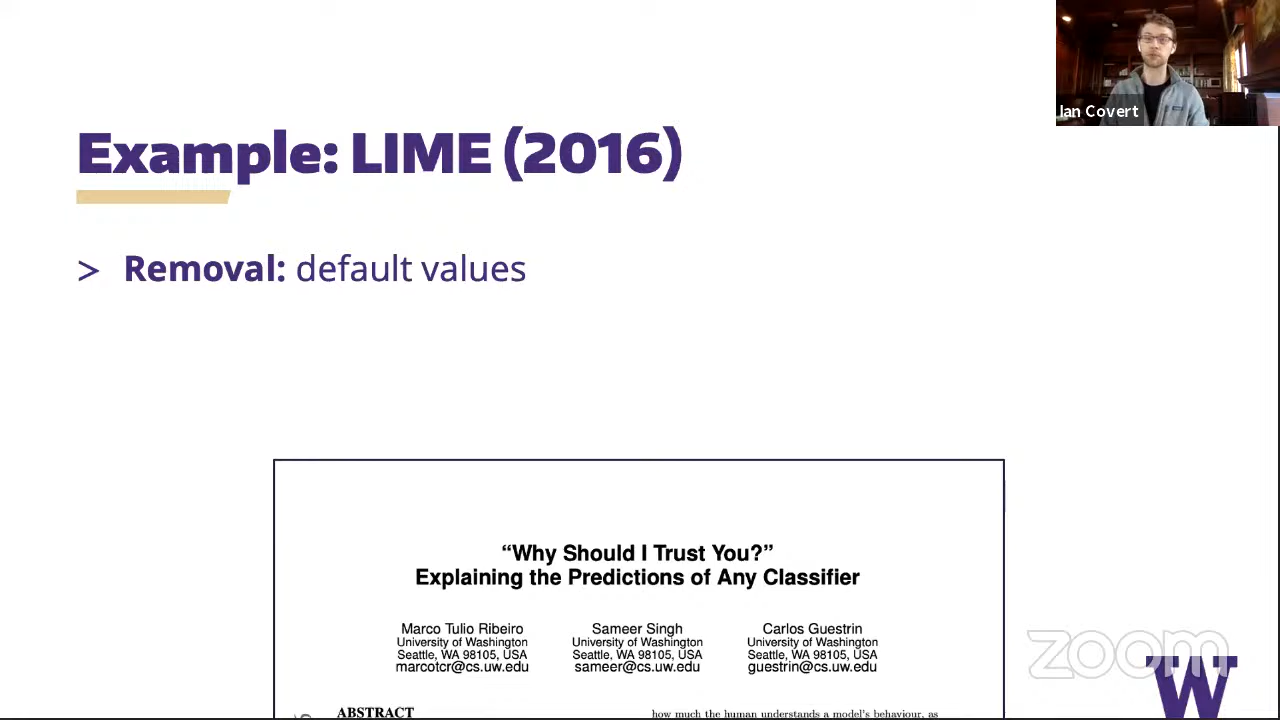 Ian Covert
Example: LIME (2016)
> Removal: default values
“Why Should I Trust You?”
Explaining the Predictions of Any Classifier
Marco Tulio Ribeiro
University of Washington
Seattle, WA 98105, USA
marcotcr@cs.uw.edu
Sameer Singh
University of Washington
Seattle, WA 98105, USA
sameer@cs.uw.edu
Carlos Guestrin
University of Washington
Seattle, WA 98105, USA
guestrin@cs.uw.edu
ABSTRACT
how much the human understands a model's behaviour, as
zoom
W